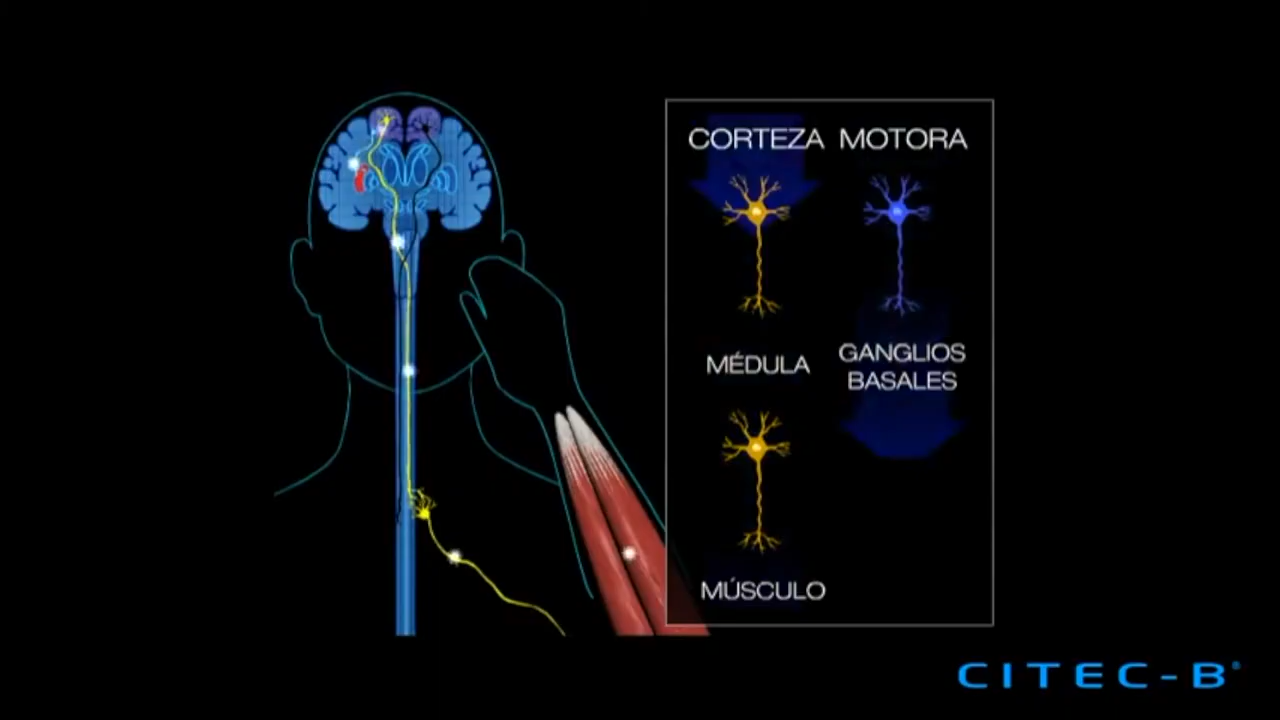 CORTEZA MOTORA
MÉDULA
GANGLIOS
BASALES
MÚSCULO
CITEC-B®